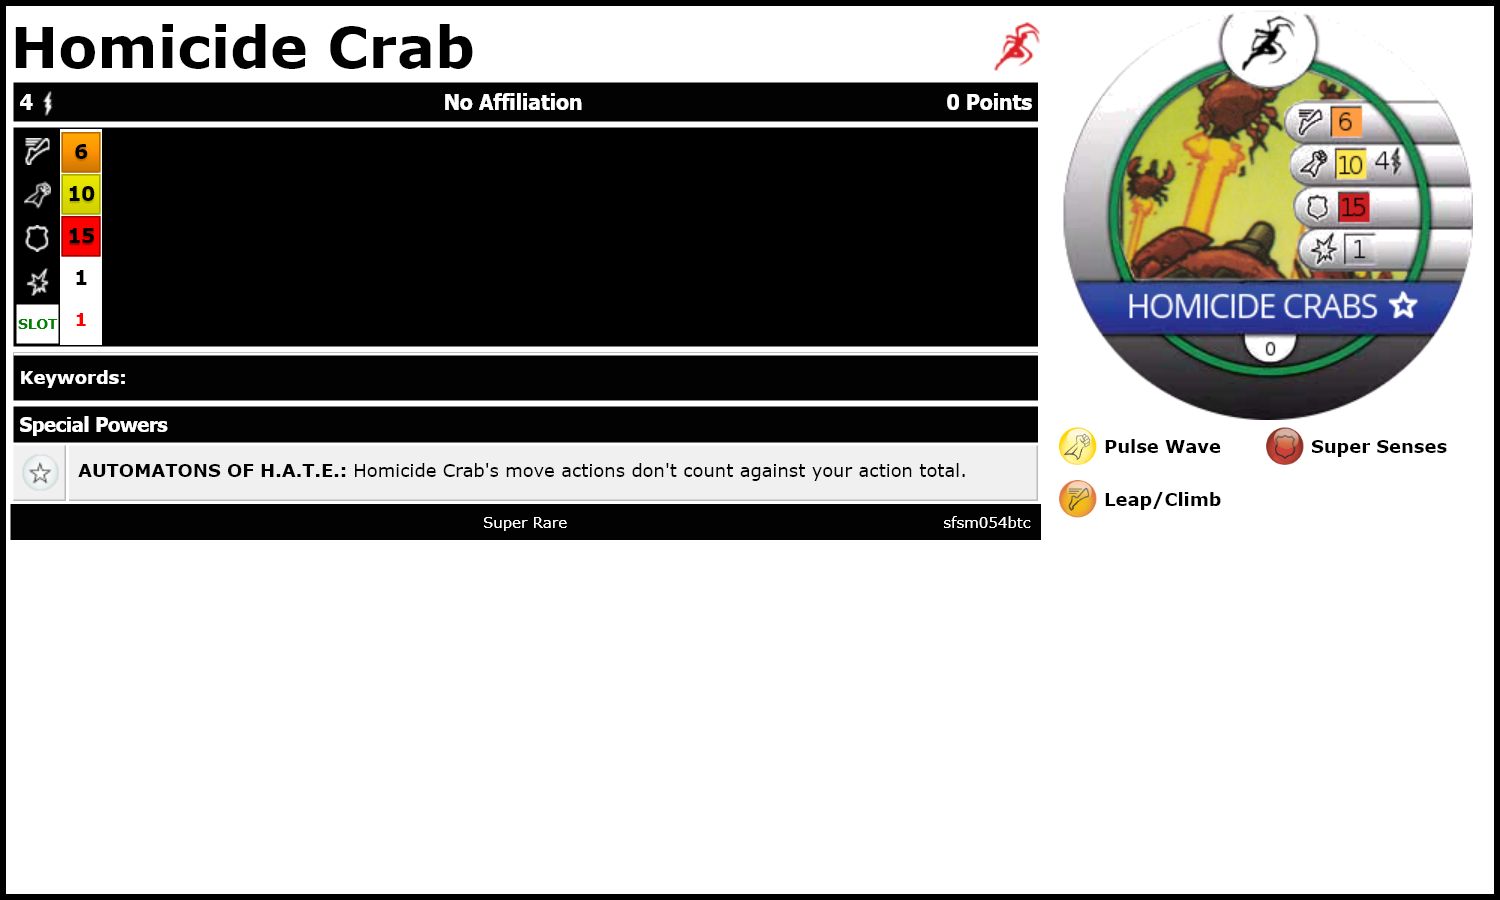 Homicide Crab
4 No Affiliation 0 Points
6
10
15
1
SLOT 1
Keywords:
Special Powers
AUTOMATONS OF H.A.T.E.: Homicide Crab's move actions don't count against your action total.
Super Rare sfsm054btc
6
10 4
15
1
HOMICIDE CRABS
0
Pulse Wave Super Senses
Leap/Climb